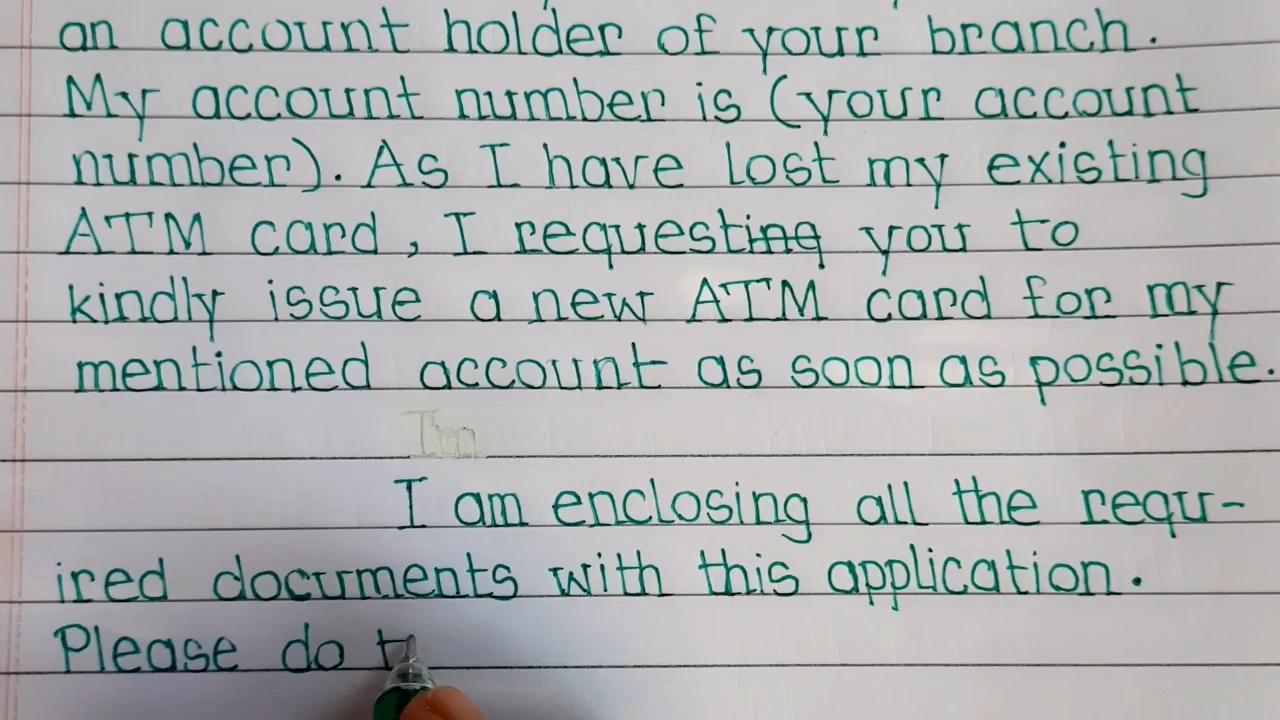 an account holder of your branch.
My account number is (your account
number). As I have lost my existing
ATM card, I requesting you to
kindly issue a new ATM card for my
mentioned account as soon as possible.
I am enclosing all the requ-
ired documents with this application.
Please do